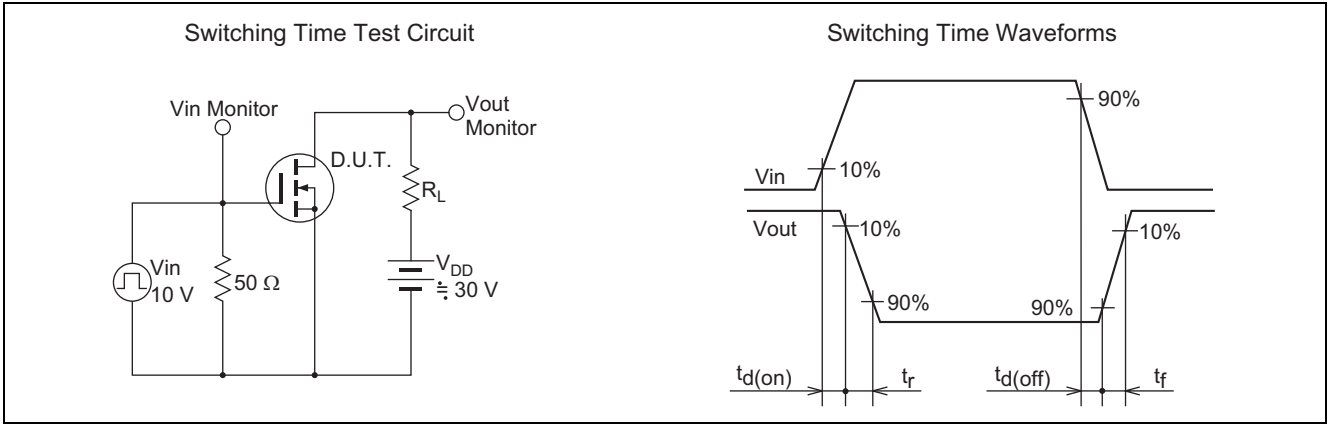 Switching Time Test Circuit
Vin Monitor
Vout
Monitor
D.U.T.
RL
Vin
10 V
50 Ω
VDD
≒ 30 V
Switching Time Waveforms
Vin
10%
90%
Vout
10%
90%
90%
10%
td(on)
tr
td(off)
tf